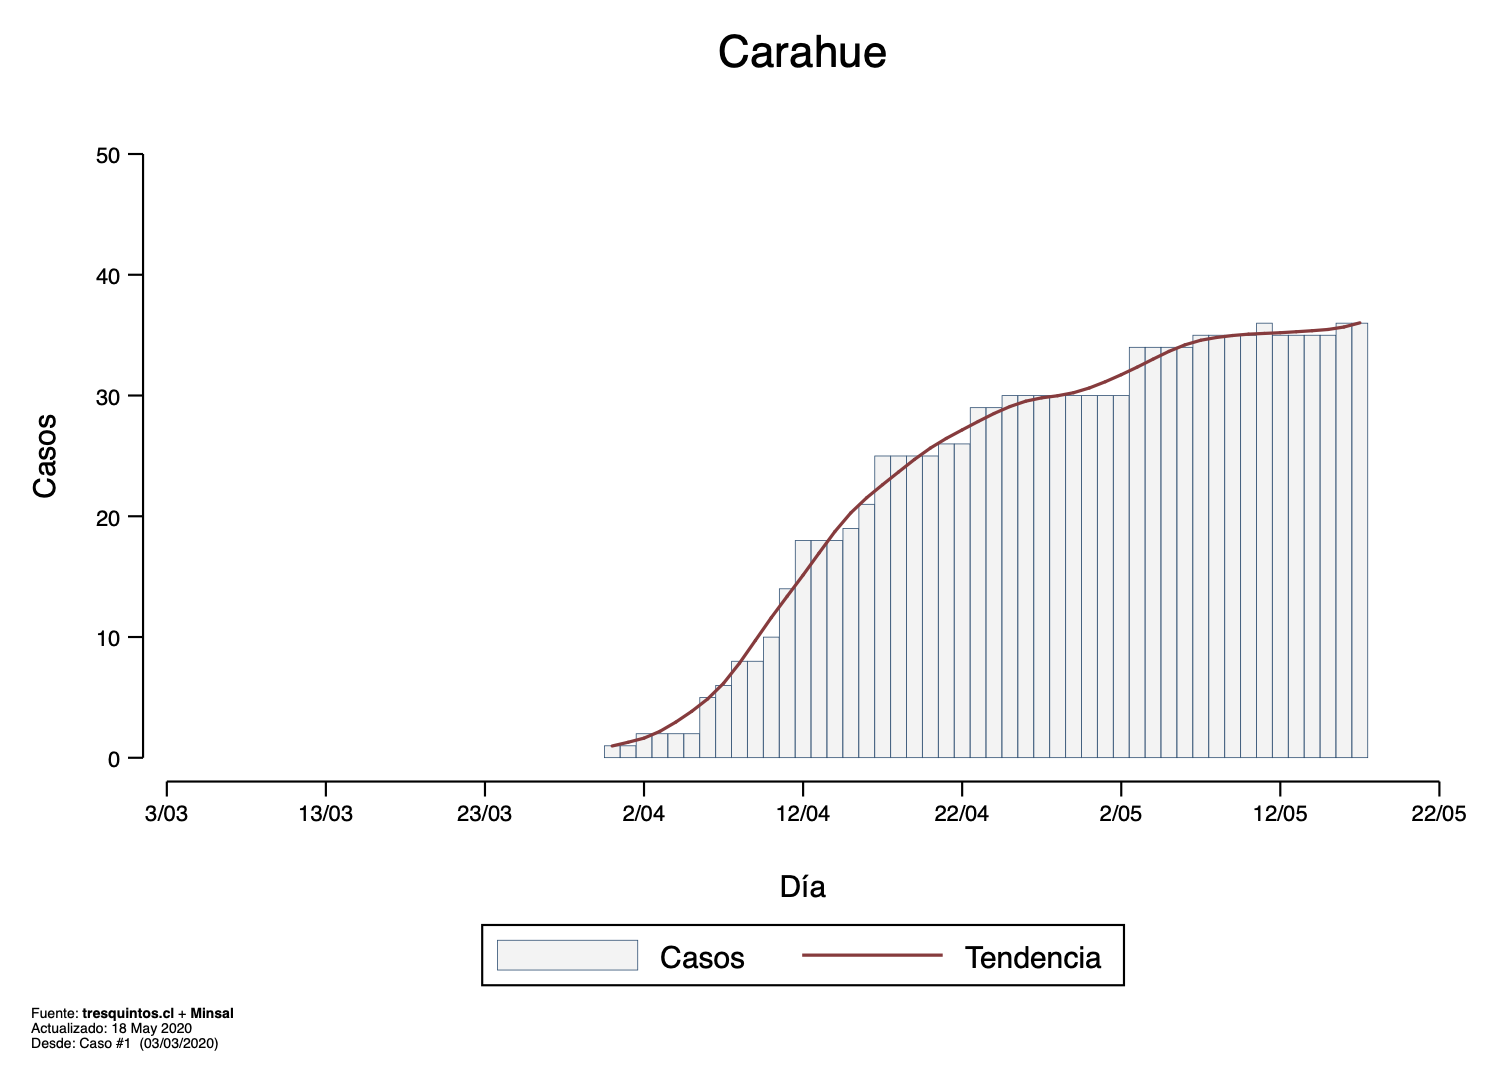 Carahue
50
40
30
20
10
0
Casos
3/03 13/03 23/03 2/04 12/04 22/04 2/05 12/05 22/05
Día
Casos Tendencia
Fuente: tresquintos.cl + Minsal
Actualizado: 18 May 2020
Desde: Caso #1 (03/03/2020)